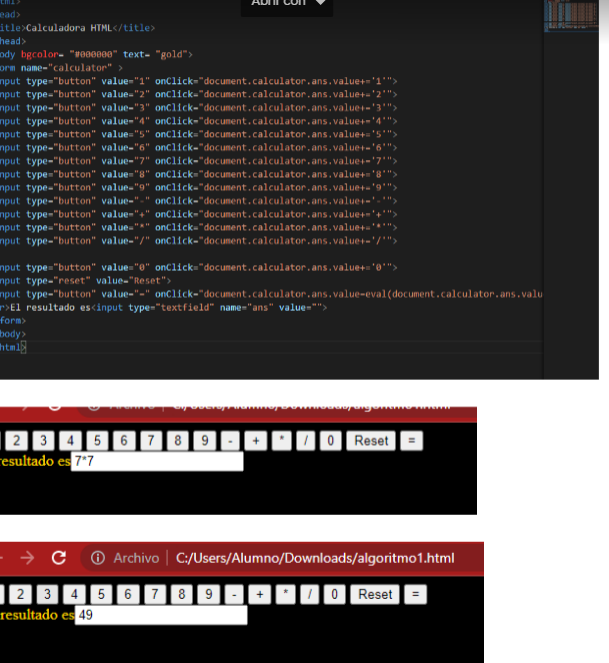 Abrir con
tml>
ead>
itle>Calculadora HTML</title>
head>
ody bgcolor= "#000000" text= "gold">
orm name="calculator" >
nput type="button" value="1" onClick="document.calculator.ans.value+='1'">
nput type="button" value="2" onClick="document.calculator.ans.value+='2'">
nput type="button" value="3" onClick="document.calculator.ans.value+='3'">
nput type="button" value="4" onClick="document.calculator.ans.value+='4'">
nput type="button" value="5" onClick="document.calculator.ans.value+='5'">
nput type="button" value="6" onClick="document.calculator.ans.value+='6'">
nput type="button" value="7" onClick="document.calculator.ans.value+='7'">
nput type="button" value="8" onClick="document.calculator.ans.value+='8'">
nput type="button" value="9" onClick="document.calculator.ans.value+='9'">
nput type="button" value="-" onClick="document.calculator.ans.value+='-'">
nput type="button" value="+" onClick="document.calculator.ans.value+='+'">
nput type="button" value="*" onClick="document.calculator.ans.value+='*'">
nput type="button" value="/" onClick="document.calculator.ans.value+='/'">
nput type="button" value="0" onClick="document.calculator.ans.value+='0'">
nput type="reset" value="Reset">
nput type="button" value="=" onClick="document.calculator.ans.value=eval(document.calculator.ans.valu
r>El resultado es<input type="textfield" name="ans" value="">
form>
body>
html>
Archivo | C:/Users/Alumno/Downloads/algoritmo1.html
2 3 4 5 6 7 8 9 - + * / 0 Reset =
resultado es 7*7
Archivo | C:/Users/Alumno/Downloads/algoritmo1.html
2 3 4 5 6 7 8 9 - + * / 0 Reset =
resultado es 49